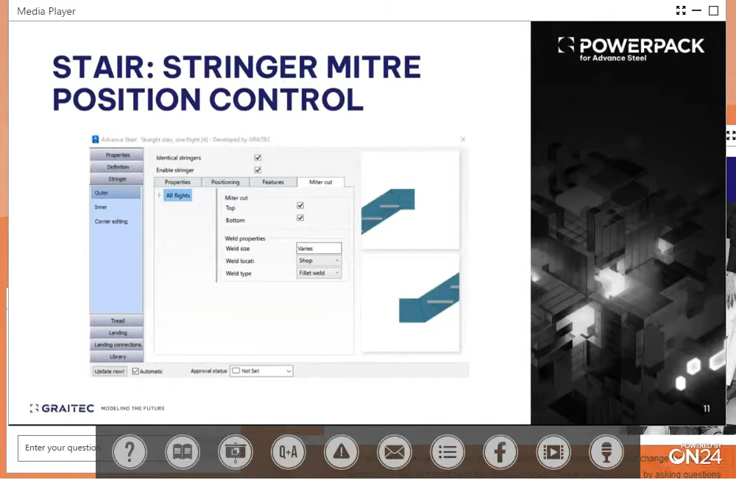 Media Player
POWERPACK
for Advance Steel
STAIR: STRINGER MITRE
POSITION CONTROL
Advance Steel Straight stair, one flight [4] - Developed by GRAITEC
Properties
Definition
Stringer
Outer
Inner
Corner editing
Tread
Landing
Landing connections
Library
Identical stringers
Enable stringer
Properties Positioning Features Miter cut
All flights
Miter cut
Top
Bottom
Weld properties
Weld size Varies
Weld locati Shop
Weld type Fillet weld
Update now! Automatic Approval status Not Set
GRAITEC MODELING THE FUTURE
11
Enter your question
Q+A
POWERED BY
ON24
change
by asking questions